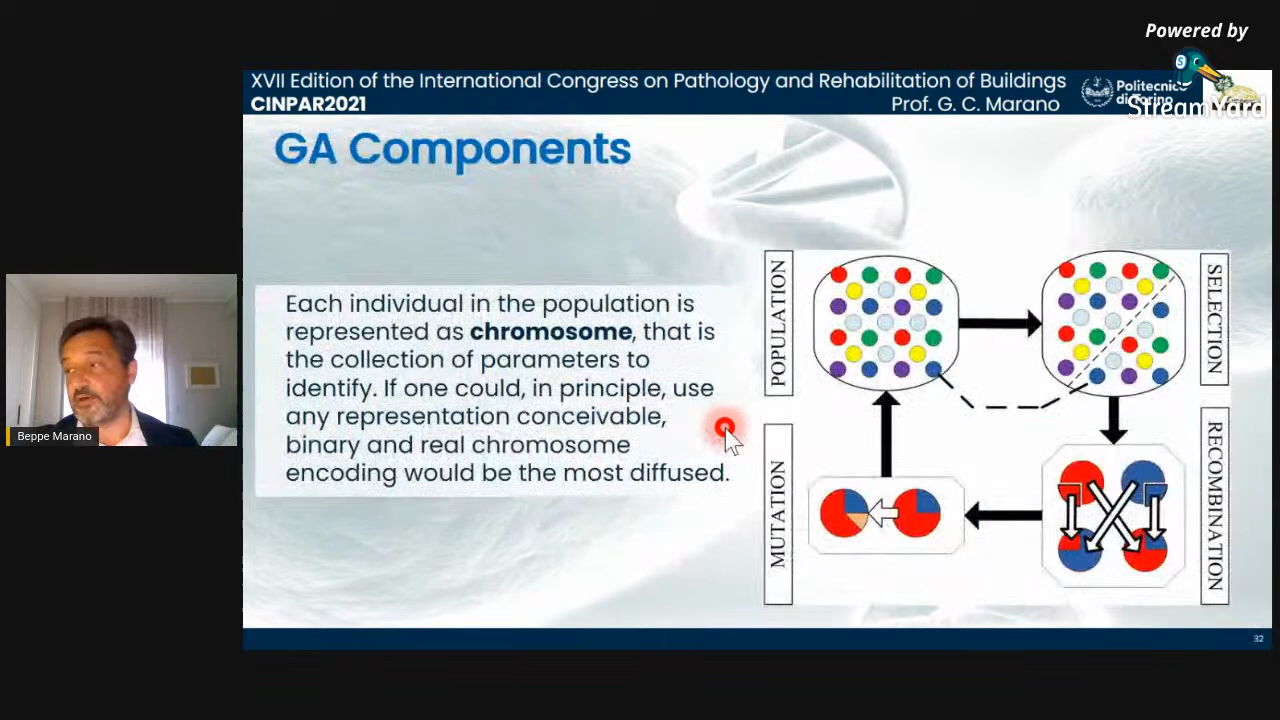 Powered by
StreamYard
XVII Edition of the International Congress on Pathology and Rehabilitation of Buildings
CINPAR2021
Prof. G. C. Marano
Politecnico
di Torino
GA Components
Each individual in the population is
represented as chromosome, that is
the collection of parameters to
identify. If one could, in principle, use
any representation conceivable,
binary and real chromosome
encoding would be the most diffused.
POPULATION
SELECTION
MUTATION
RECOMBINATION
Beppe Marano
32